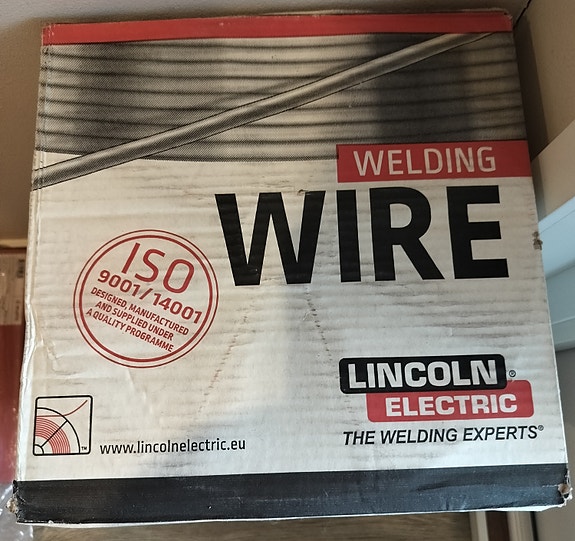 WELDING
WIRE
ISO
9001/14001
DESIGNED, MANUFACTURED
AND SUPPLIED UNDER
A QUALITY PROGRAMME
LINCOLN®
ELECTRIC
THE WELDING EXPERTS®
™
www.lincolnelectric.eu